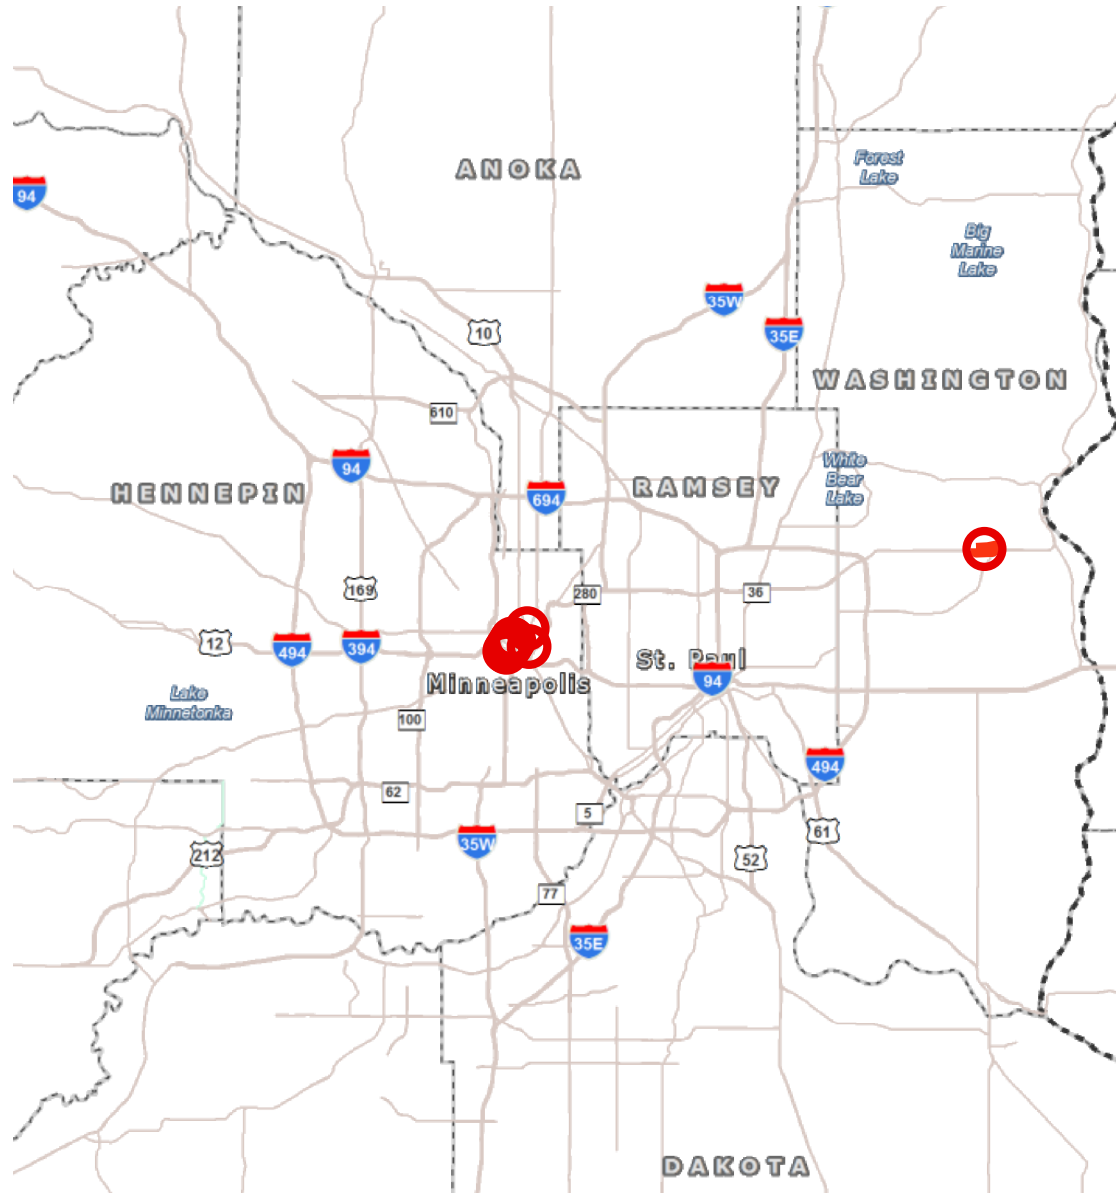 ANOKA
Forest
Lake
94
Big
Marine
Lake
35W
10
35E
WASHINGTON
610
94
White
Bear
Lake
HENNEPIN
RAMSEY
694
169
280
36
12
494
394
St. Paul
94
Minneapolis
Lake
Minnetonka
100
494
62
5
61
35W
212
52
77
35E
DAKOTA